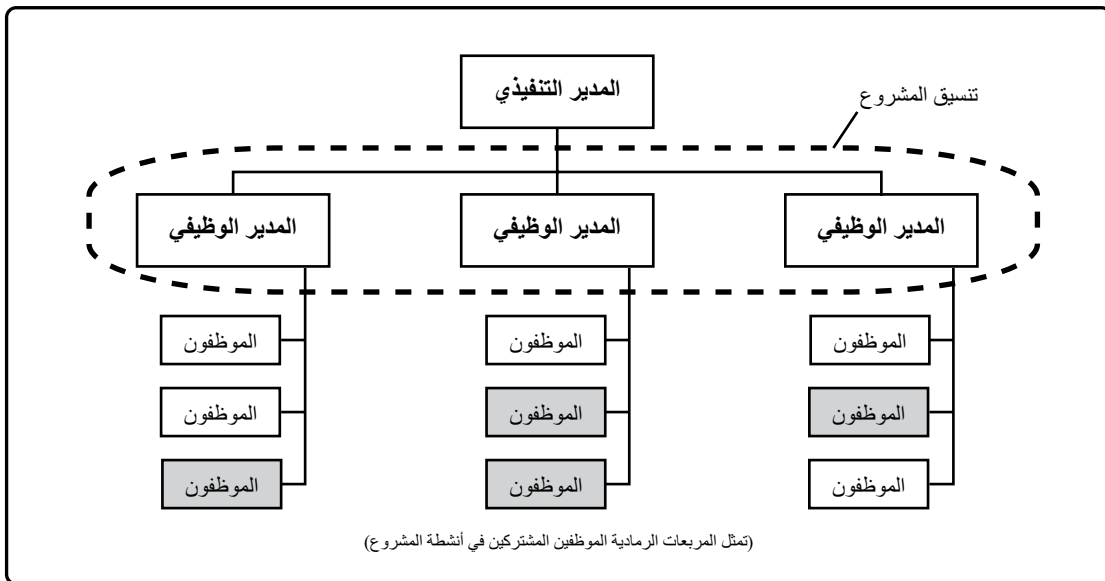 المدير التنفيذي
تنسيق المشروع
المدير الوظيفي
المدير الوظيفي
المدير الوظيفي
الموظفون
الموظفون
الموظفون
الموظفون
الموظفون
الموظفون
الموظفون
الموظفون
الموظفون
(تمثل المربعات الرمادية الموظفين المشتركين في أنشطة المشروع)